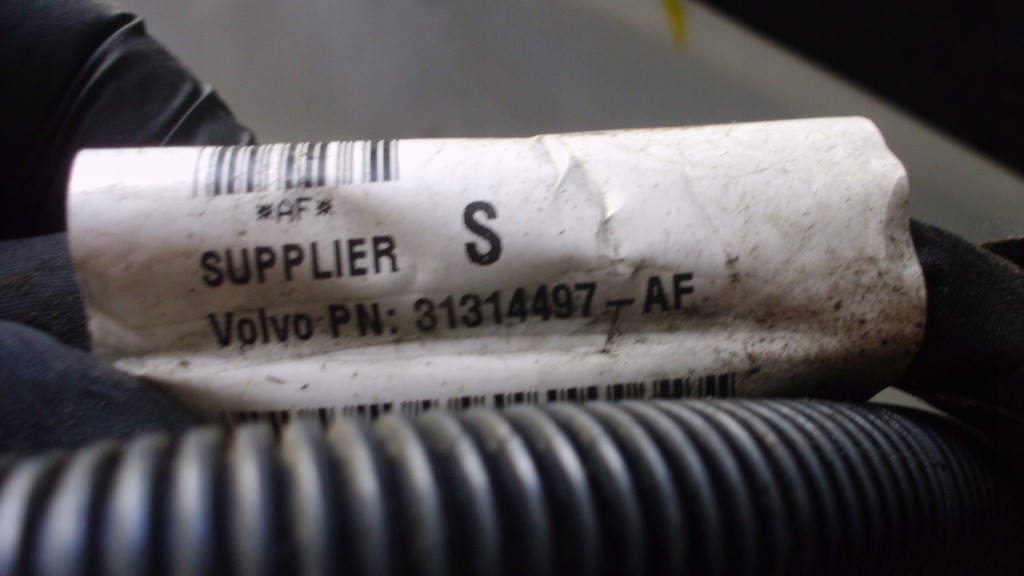 *AF*
SUPPLIER S
Volvo PN: 31314497-AF